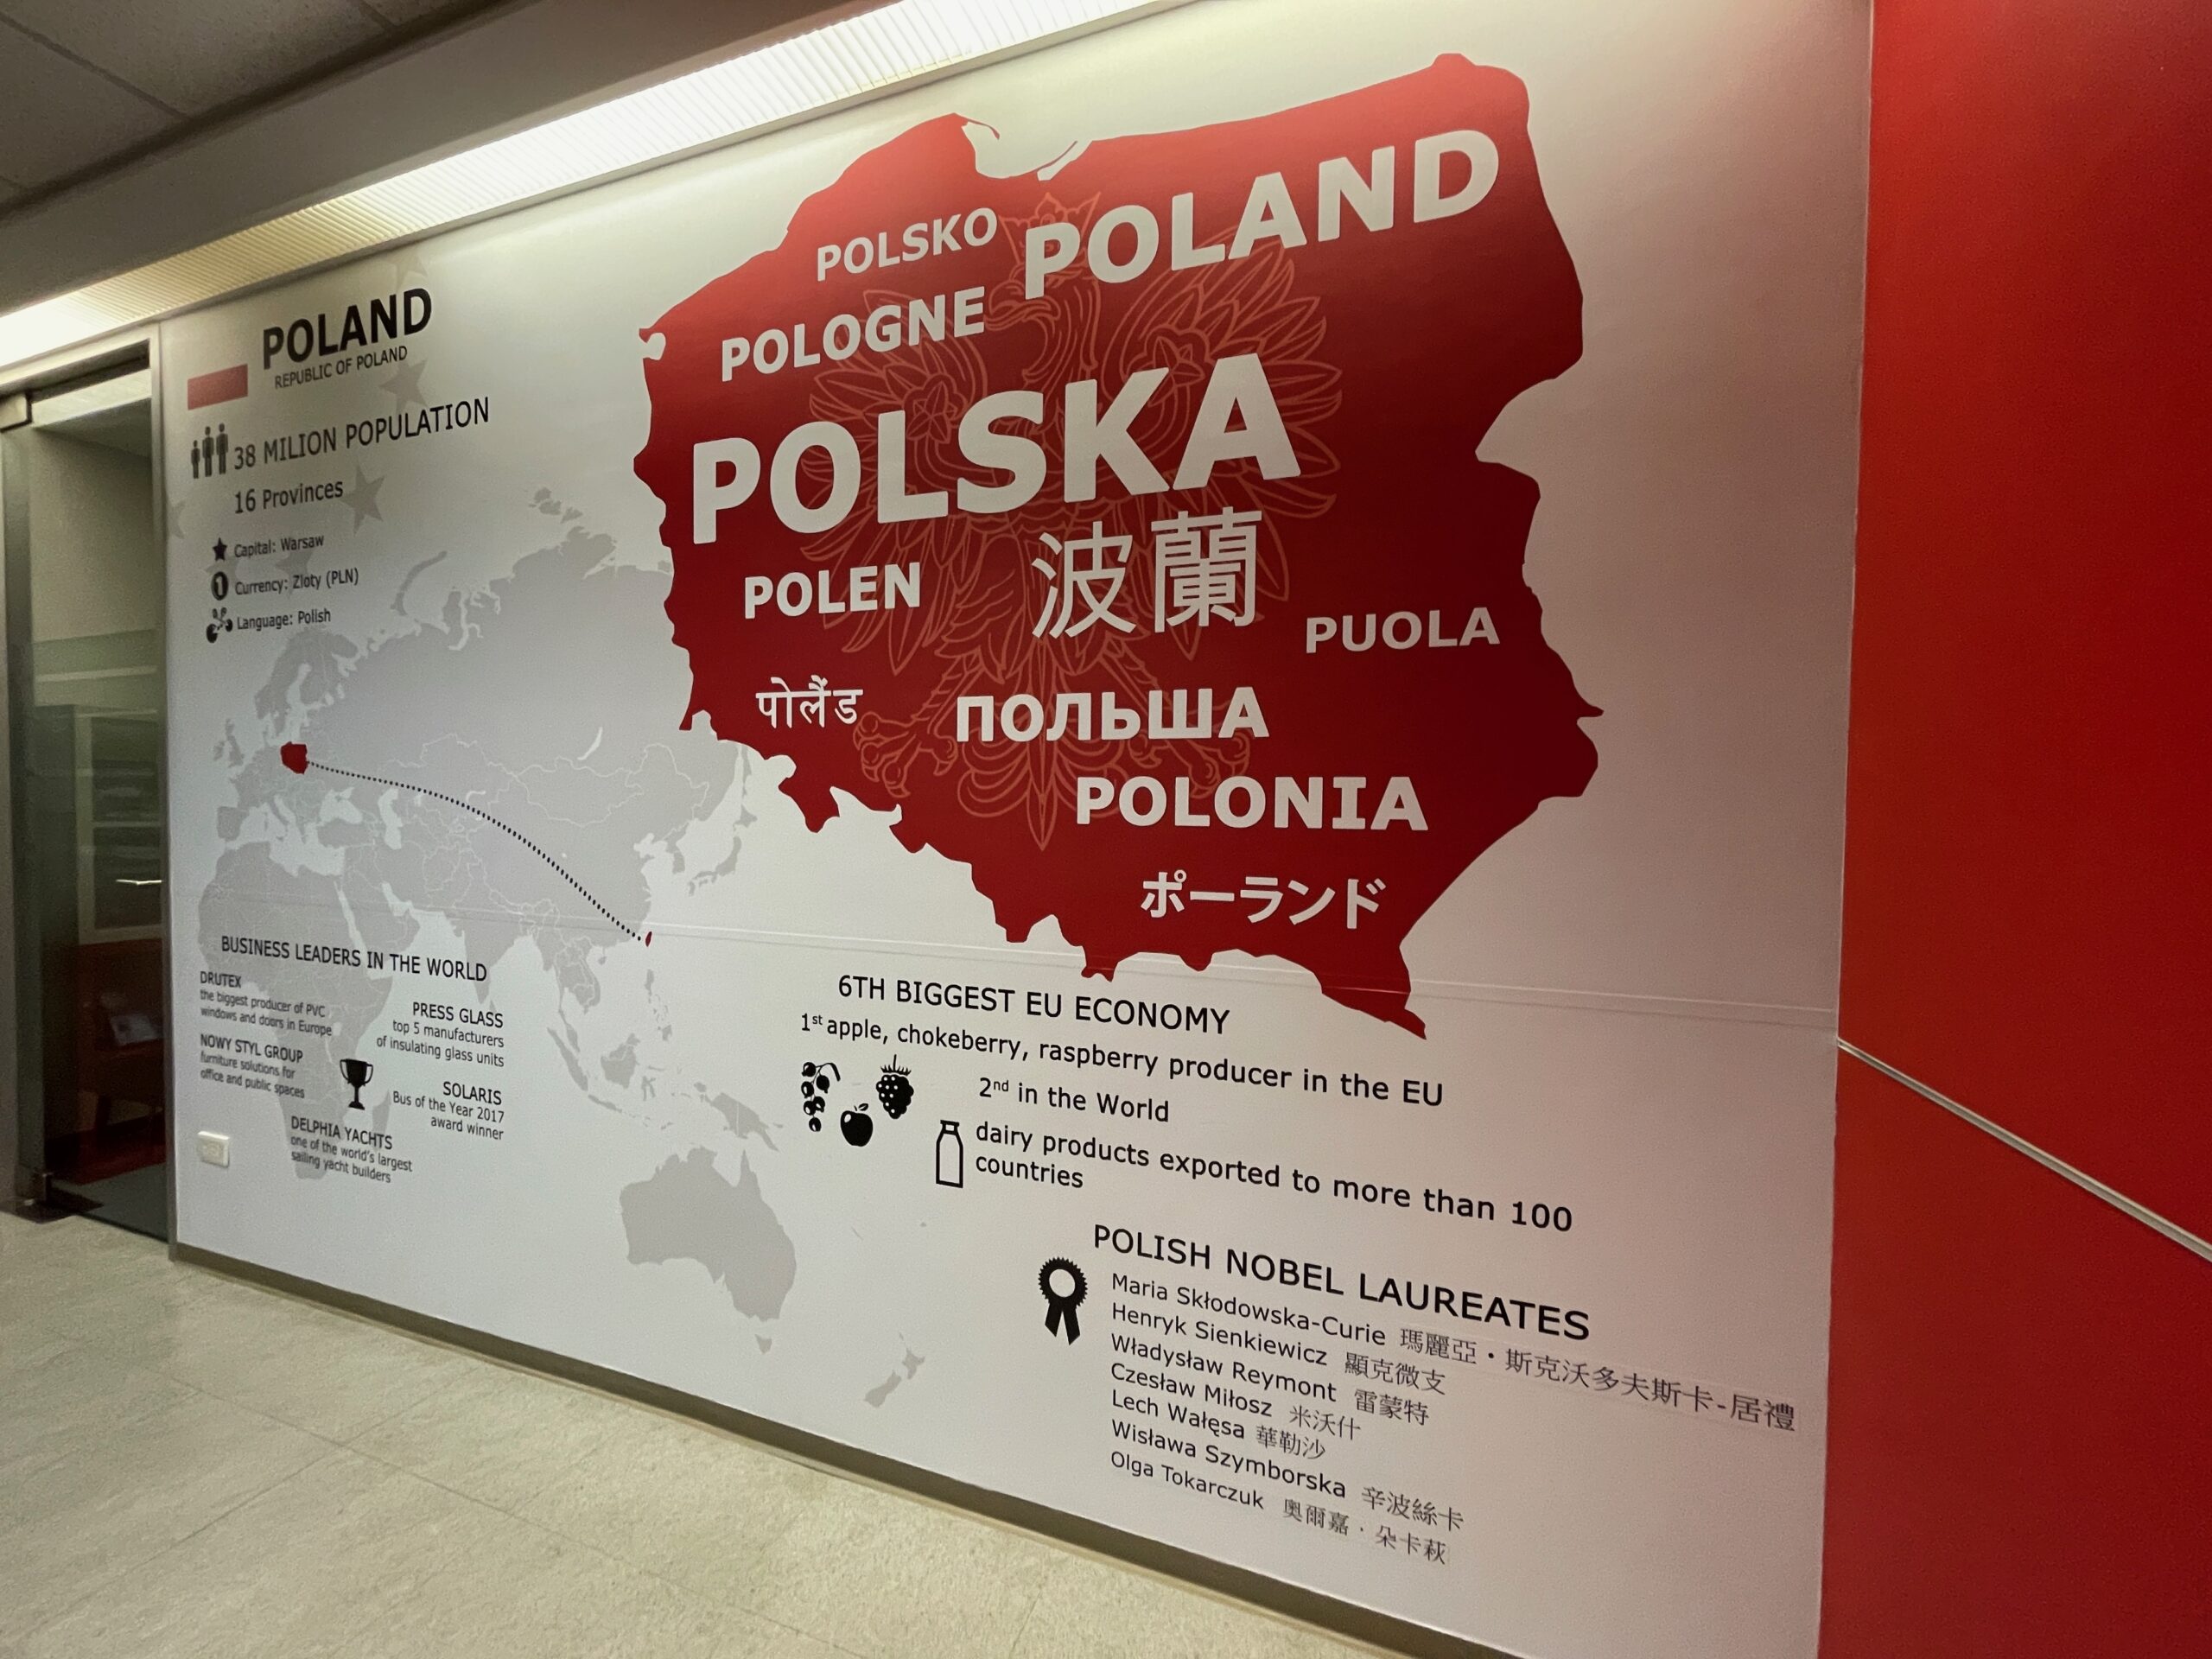 POLAND
REPUBLIC OF POLAND
38 MILION POPULATION
16 Provinces
Capital: Warsaw
Currency: Zloty (PLN)
Language: Polish
BUSINESS LEADERS IN THE WORLD
DRUTEX
the biggest producer of PVC
windows and doors in Europe
PRESS GLASS
top 5 manufacturers
of insulating glass units
NOWY STYL GROUP
furniture solutions for
office and public spaces
SOLARIS
Bus of the Year 2017
award winner
DELPHIA YACHTS
one of the world's largest
sailing yacht builders
POLSKO
POLAND
POLOGNE
POLSKA
波蘭
POLEN
PUOLA
पोलैंड
ПОЛЬША
POLONIA
ポーランド
6TH BIGGEST EU ECONOMY
1st apple, chokeberry, raspberry producer in the EU
2nd in the World
dairy products exported to more than 100
countries
POLISH NOBEL LAUREATES
Maria Skłodowska-Curie 瑪麗亞・斯克沃多夫斯卡-居禮
Henryk Sienkiewicz 顯克微支
Władysław Reymont 雷蒙特
Czesław Miłosz 米沃什
Lech Wałęsa 華勒沙
Wisława Szymborska 辛波絲卡
Olga Tokarczuk 奧爾嘉・朵卡萩